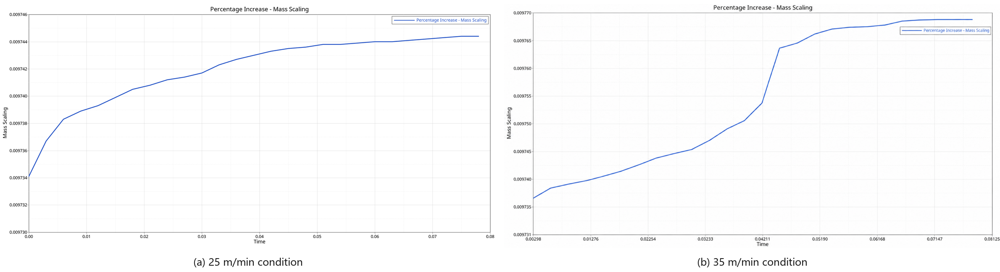 Percentage Increase - Mass Scaling
Percentage Increase - Mass Scaling
0.009746
0.009744
0.009742
0.009740
0.009738
0.009736
0.009734
0.009732
0.009730
Mass Scaling
0.00 0.01 0.02 0.03 0.04 0.05 0.06 0.07 0.08
Time
(a) 25 m/min condition
Percentage Increase - Mass Scaling
Percentage Increase - Mass Scaling
0.009770
0.009765
0.009760
0.009755
0.009750
0.009745
0.009740
0.009735
0.009731
Mass Scaling
0.00298 0.01276 0.02254 0.03233 0.04211 0.05190 0.06168 0.07147 0.08125
Time
(b) 35 m/min condition